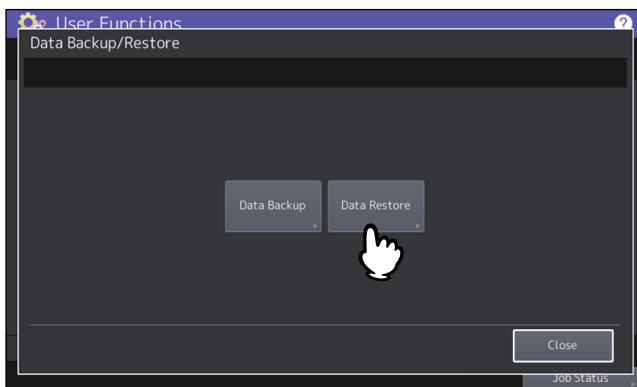 User Functions
?
Data Backup/Restore
Data Backup
Data Restore
Close
Job Status